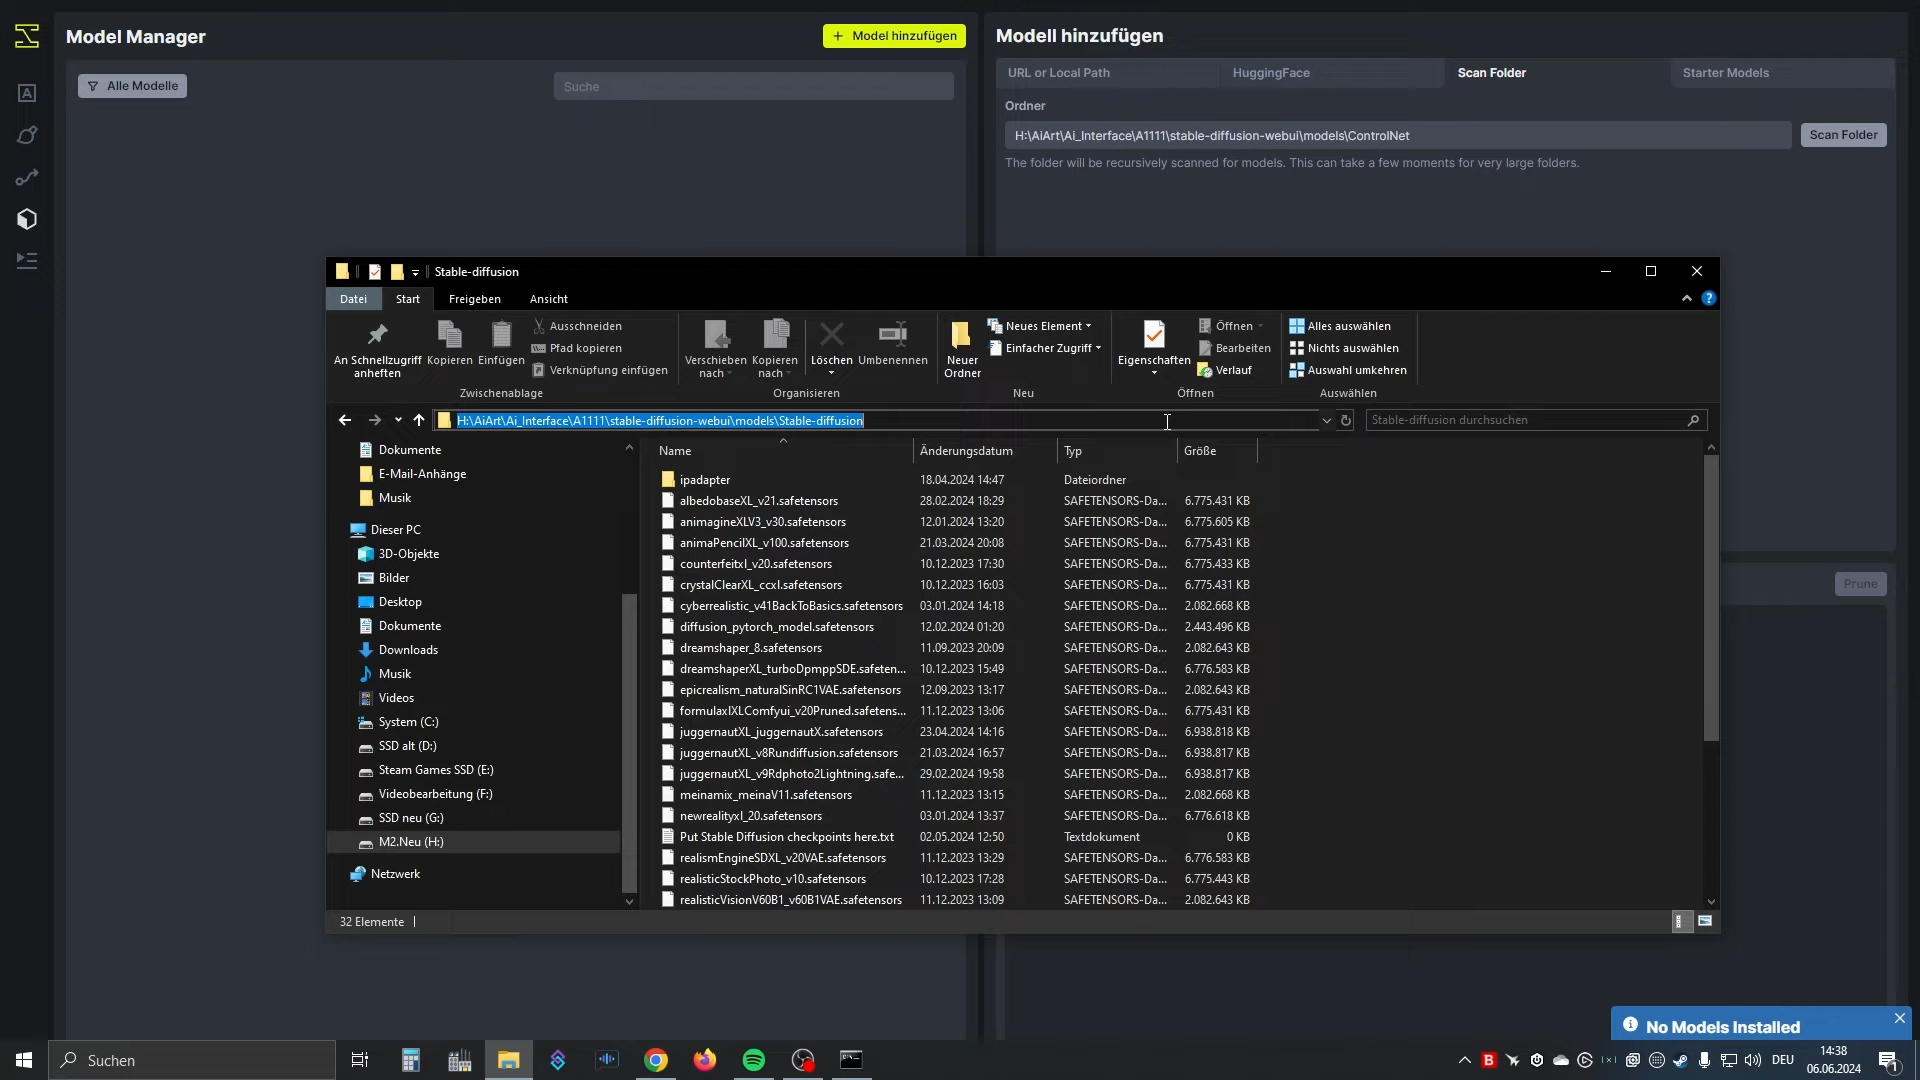 Model Manager
+ Model hinzufügen
Alle Modelle
Suche
Modell hinzufügen
URL or Local Path
HuggingFace
Scan Folder
Starter Models
Ordner
H:\AiArt\Ai_Interface\A1111\stable-diffusion-webui\models\ControlNet
Scan Folder
The folder will be recursively scanned for models. This can take a few moments for very large folders.
Prune
Stable-diffusion
Datei
Start
Freigeben
Ansicht
An Schnellzugriff
anheften
Kopieren
Einfügen
Ausschneiden
Pfad kopieren
Verknüpfung einfügen
Zwischenablage
Verschieben
nach
Kopieren
nach
Löschen
Umbenennen
Organisieren
Neuer
Ordner
Neues Element
Einfacher Zugriff
Neu
Eigenschaften
Öffnen
Bearbeiten
Verlauf
Öffnen
Alles auswählen
Nichts auswählen
Auswahl umkehren
Auswählen
H:\AiArt\Ai_Interface\A1111\stable-diffusion-webui\models\Stable-diffusion
Stable-diffusion durchsuchen
Dokumente
E-Mail-Anhänge
Musik
Dieser PC
3D-Objekte
Bilder
Desktop
Dokumente
Downloads
Musik
Videos
System (C:)
SSD alt (D:)
Steam Games SSD (E:)
Videobearbeitung (F:)
SSD neu (G:)
M2.Neu (H:)
Netzwerk
Name Änderungsdatum Typ Größe
ipadapter 18.04.2024 14:47 Dateiordner
albedobaseXL_v21.safetensors 28.02.2024 18:29 SAFETENSORS-Da... 6.775.431 KB
animagineXLV3_v30.safetensors 12.01.2024 13:20 SAFETENSORS-Da... 6.775.605 KB
animaPencilXL_v100.safetensors 21.03.2024 20:08 SAFETENSORS-Da... 6.775.431 KB
counterfeitxl_v20.safetensors 10.12.2023 17:30 SAFETENSORS-Da... 6.775.433 KB
crystalClearXL_ccxl.safetensors 10.12.2023 16:03 SAFETENSORS-Da... 6.775.431 KB
cyberrealistic_v41BackToBasics.safetensors 03.01.2024 14:18 SAFETENSORS-Da... 2.082.668 KB
diffusion_pytorch_model.safetensors 12.02.2024 01:20 SAFETENSORS-Da... 2.443.496 KB
dreamshaper_8.safetensors 11.09.2023 20:09 SAFETENSORS-Da... 2.082.643 KB
dreamshaperXL_turboDpmppSDE.safeten... 10.12.2023 15:49 SAFETENSORS-Da... 6.776.583 KB
epicrealism_naturalSinRC1VAE.safetensors 12.09.2023 13:17 SAFETENSORS-Da... 2.082.643 KB
formulaxlXLComfyui_v20Pruned.safetens... 11.12.2023 13:06 SAFETENSORS-Da... 6.775.431 KB
juggernautXL_juggernautX.safetensors 23.04.2024 14:16 SAFETENSORS-Da... 6.938.818 KB
juggernautXL_v8Rundiffusion.safetensors 21.03.2024 16:57 SAFETENSORS-Da... 6.938.817 KB
juggernautXL_v9Rdphoto2Lightning.safe... 29.02.2024 19:58 SAFETENSORS-Da... 6.938.817 KB
meinamix_meinaV11.safetensors 11.12.2023 13:15 SAFETENSORS-Da... 2.082.668 KB
newrealityxl_20.safetensors 03.01.2024 13:37 SAFETENSORS-Da... 6.776.618 KB
Put Stable Diffusion checkpoints here.txt 02.05.2024 12:50 Textdokument 0 KB
realismEngineSDXL_v20VAE.safetensors 11.12.2023 13:29 SAFETENSORS-Da... 6.776.583 KB
realisticStockPhoto_v10.safetensors 10.12.2023 17:28 SAFETENSORS-Da... 6.775.443 KB
realisticVisionV60B1_v60B1VAE.safetensors 11.12.2023 13:09 SAFETENSORS-Da... 2.082.643 KB
32 Elemente
No Models Installed
Suchen
DEU
14:38
06.06.2024
1